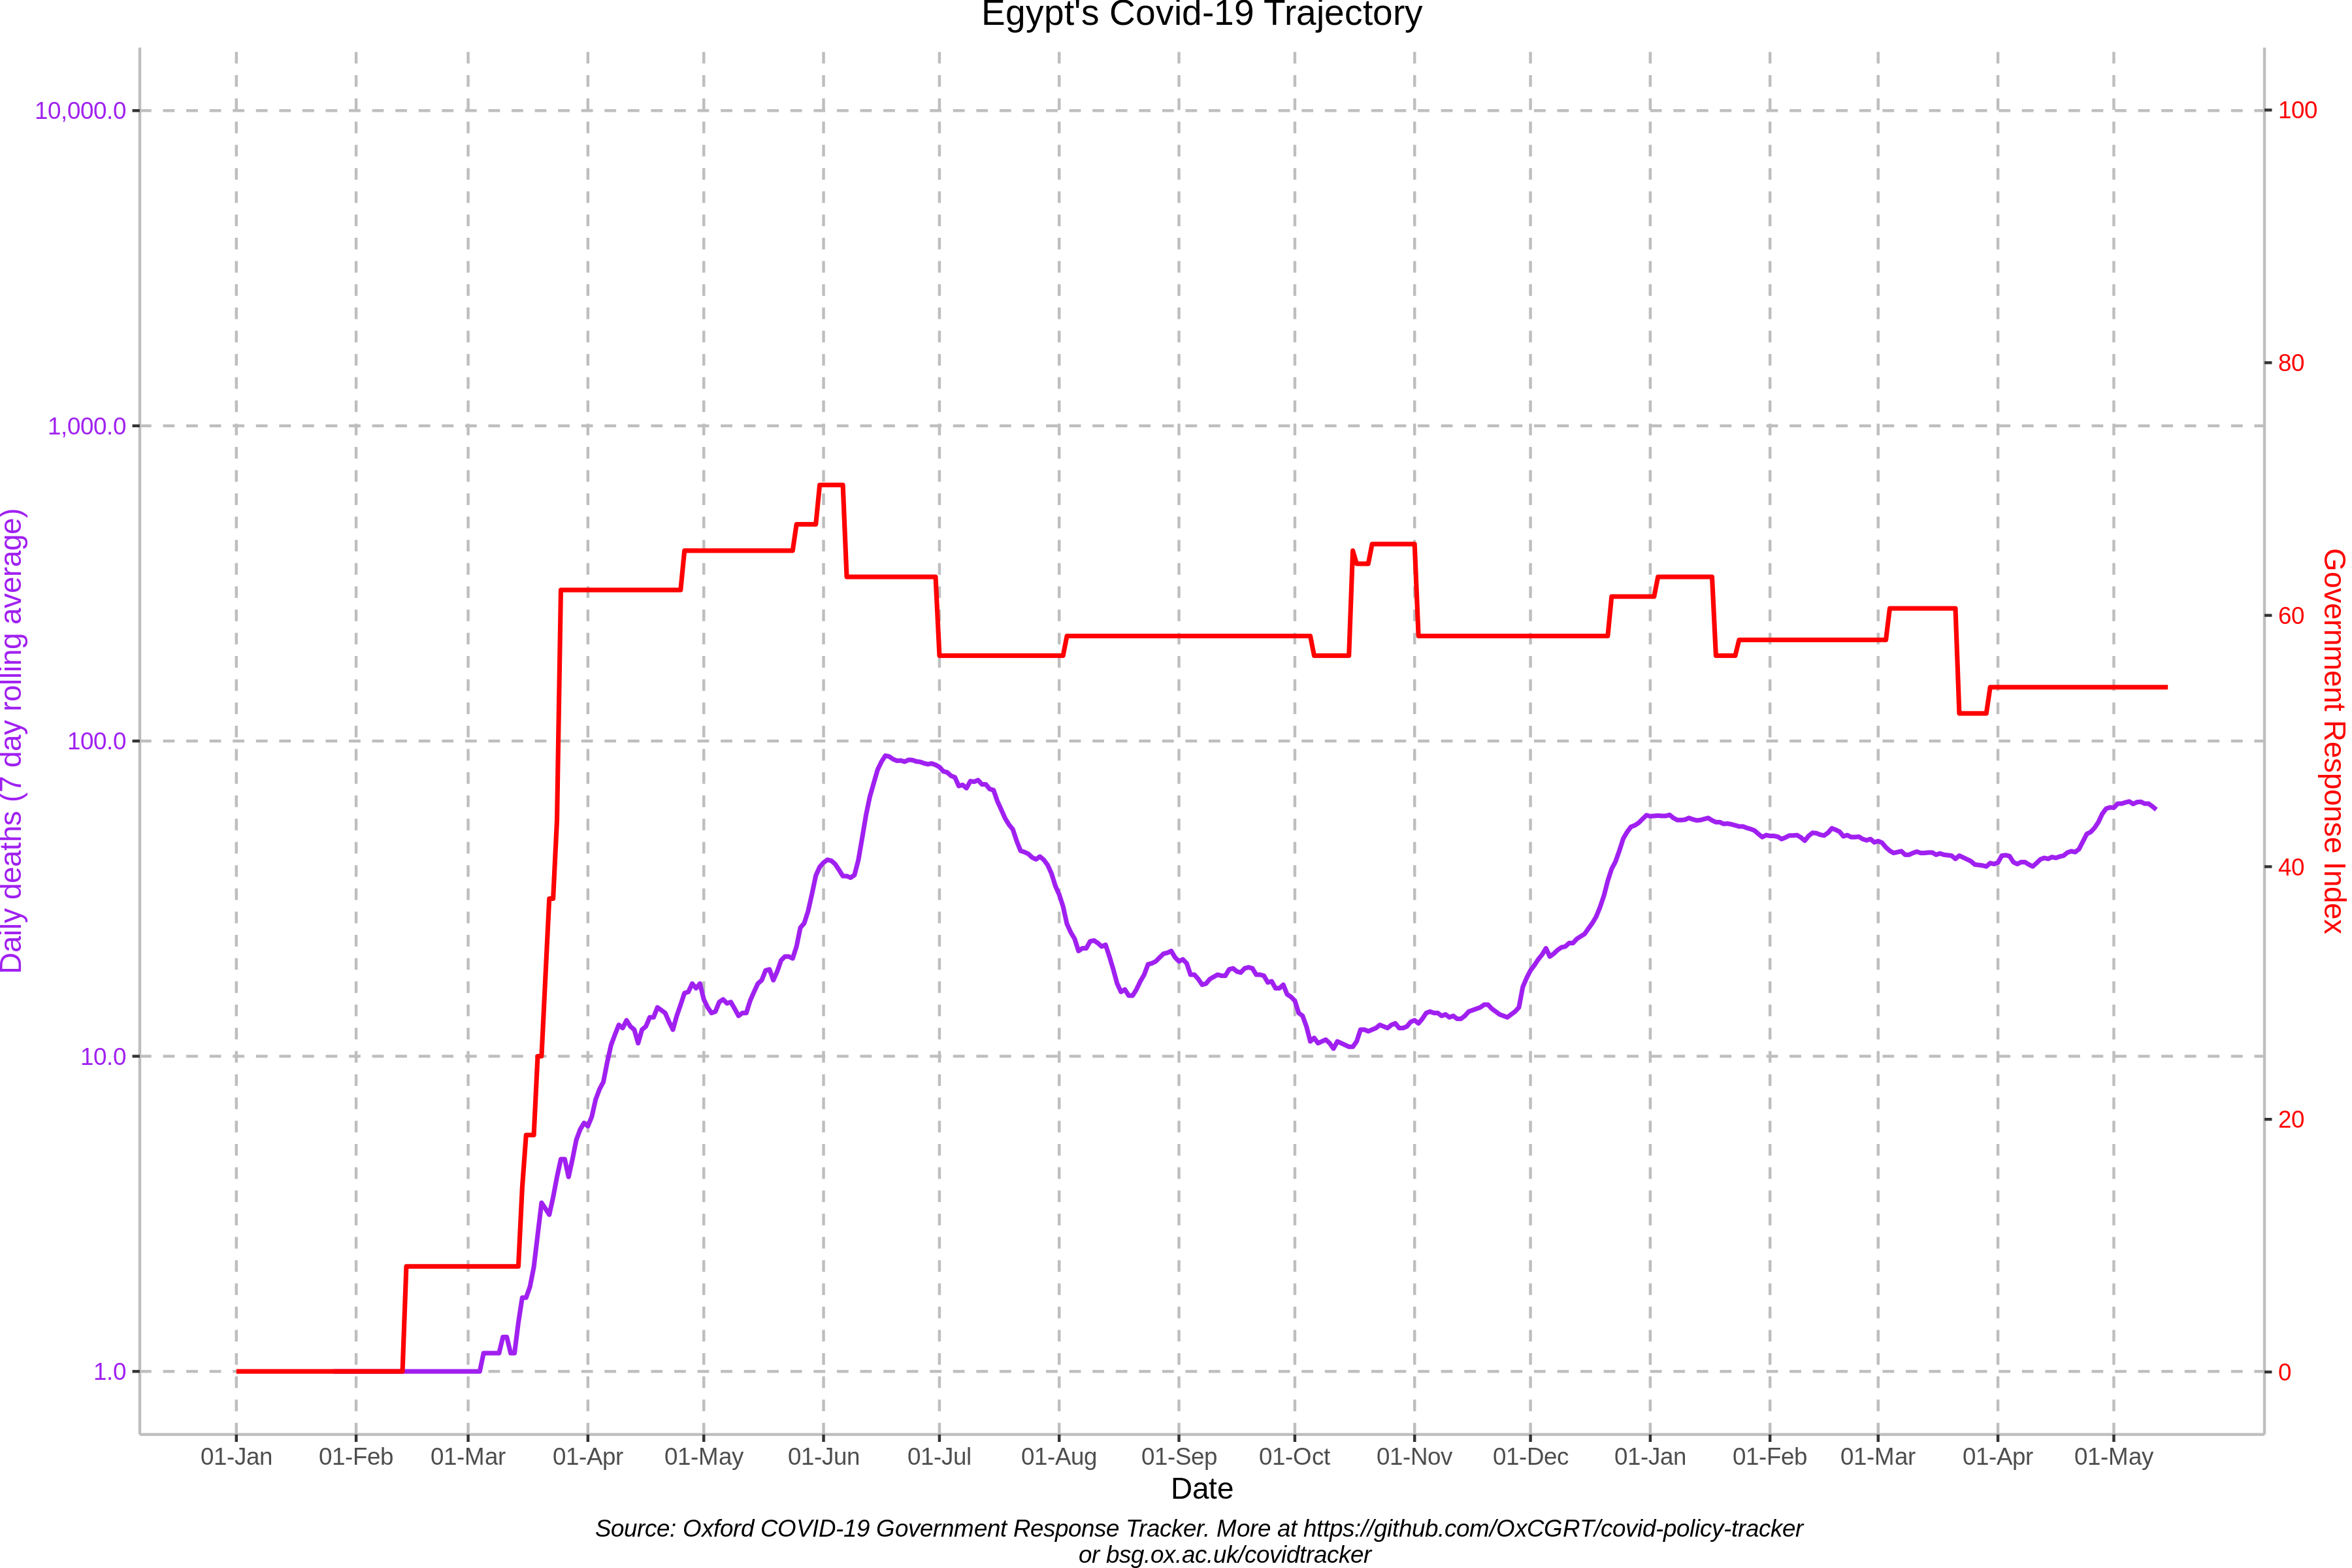 Egypt's Covid-19 Trajectory
10,000.0
1,000.0
100.0
10.0
1.0
Daily deaths (7 day rolling average)
100
80
60
40
20
0
Government Response Index
01-Jan 01-Feb 01-Mar 01-Apr 01-May 01-Jun 01-Jul 01-Aug 01-Sep 01-Oct 01-Nov 01-Dec 01-Jan 01-Feb 01-Mar 01-Apr 01-May
Date
Source: Oxford COVID-19 Government Response Tracker. More at https://github.com/OxCGRT/covid-policy-tracker
or bsg.ox.ac.uk/covidtracker